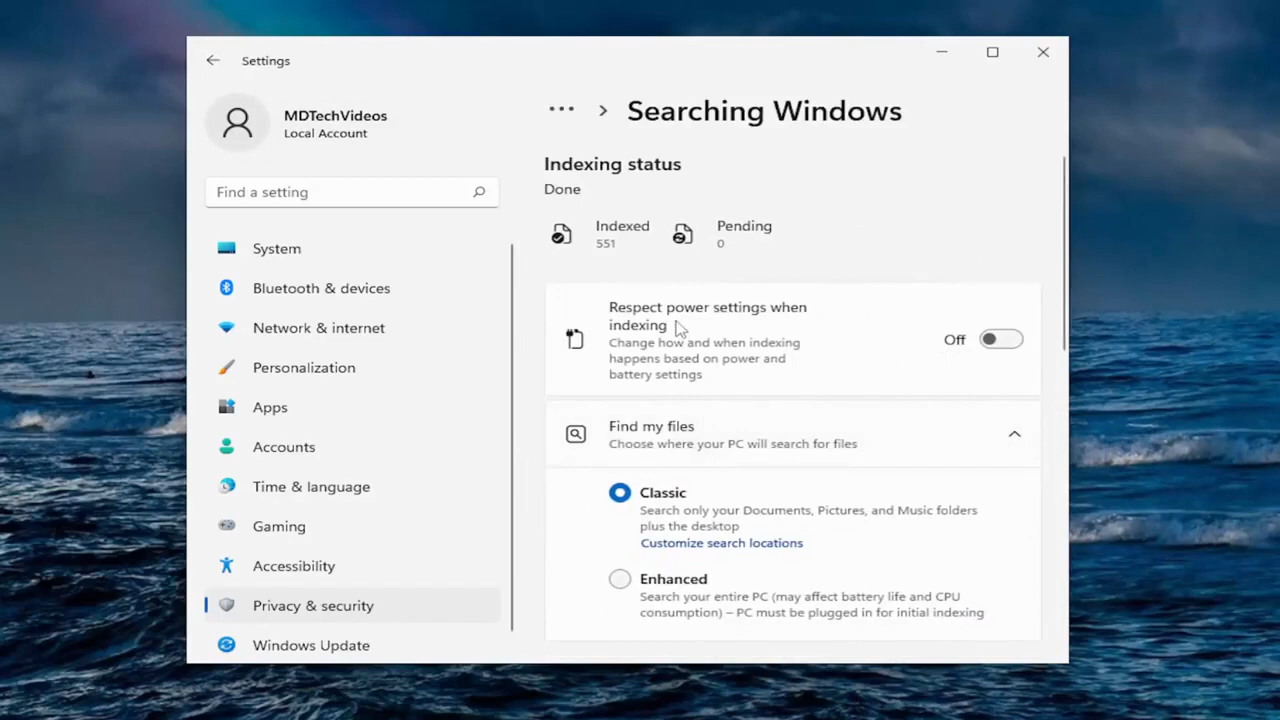 Settings
MDTechVideos
Local Account
Find a setting
System
Bluetooth & devices
Network & internet
Personalization
Apps
Accounts
Time & language
Gaming
Accessibility
Privacy & security
Windows Update
... > Searching Windows
Indexing status
Done
Indexed
551
Pending
0
Respect power settings when
indexing
Change how and when indexing
happens based on power and
battery settings
Off
Find my files
Choose where your PC will search for files
Classic
Search only your Documents, Pictures, and Music folders
plus the desktop
Customize search locations
Enhanced
Search your entire PC (may affect battery life and CPU
consumption) – PC must be plugged in for initial indexing